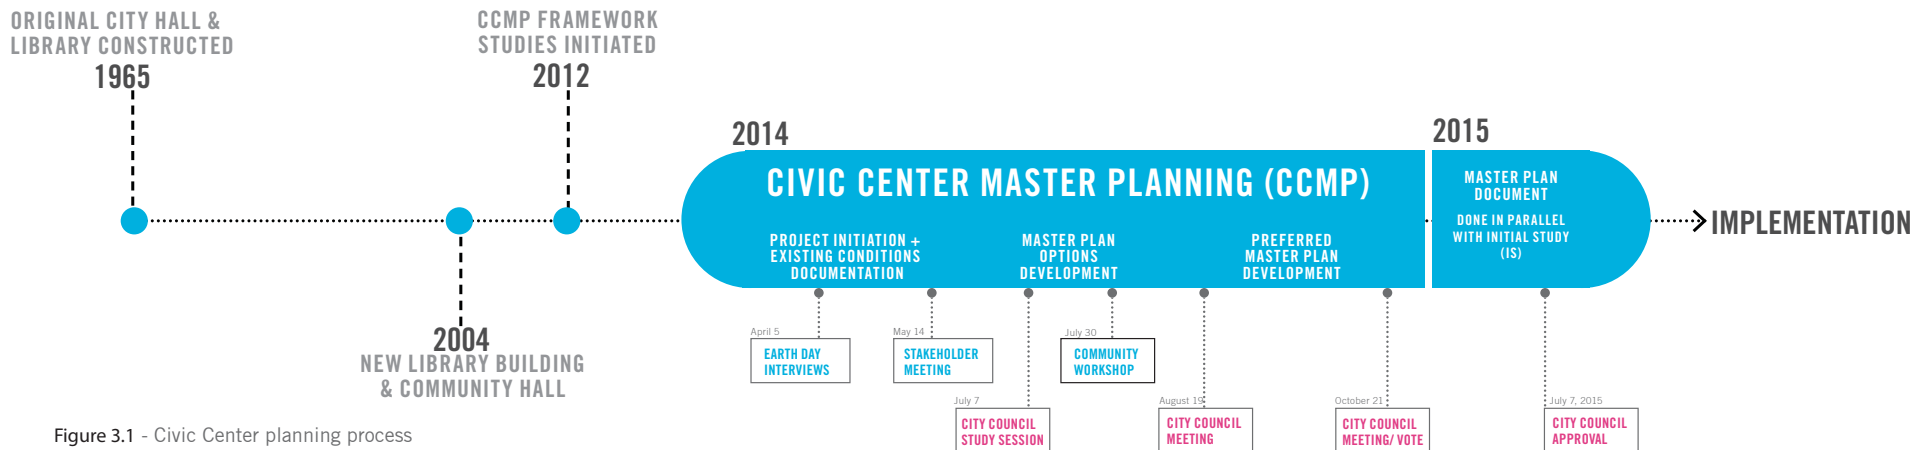 ORIGINAL CITY HALL &
LIBRARY CONSTRUCTED
1965
CCMP FRAMEWORK
STUDIES INITIATED
2012
2004
NEW LIBRARY BUILDING
& COMMUNITY HALL
2014
CIVIC CENTER MASTER PLANNING (CCMP)
PROJECT INITIATION +
EXISTING CONDITIONS
DOCUMENTATION
MASTER PLAN
OPTIONS
DEVELOPMENT
PREFERRED
MASTER PLAN
DEVELOPMENT
2015
MASTER PLAN
DOCUMENT
DONE IN PARALLEL
WITH INITIAL STUDY
(IS)
IMPLEMENTATION
April 5
EARTH DAY
INTERVIEWS
May 14
STAKEHOLDER
MEETING
July 7
CITY COUNCIL
STUDY SESSION
July 30
COMMUNITY
WORKSHOP
August 19
CITY COUNCIL
MEETING
October 21
CITY COUNCIL
MEETING/ VOTE
July 7, 2015
CITY COUNCIL
APPROVAL
Figure 3.1 - Civic Center planning process